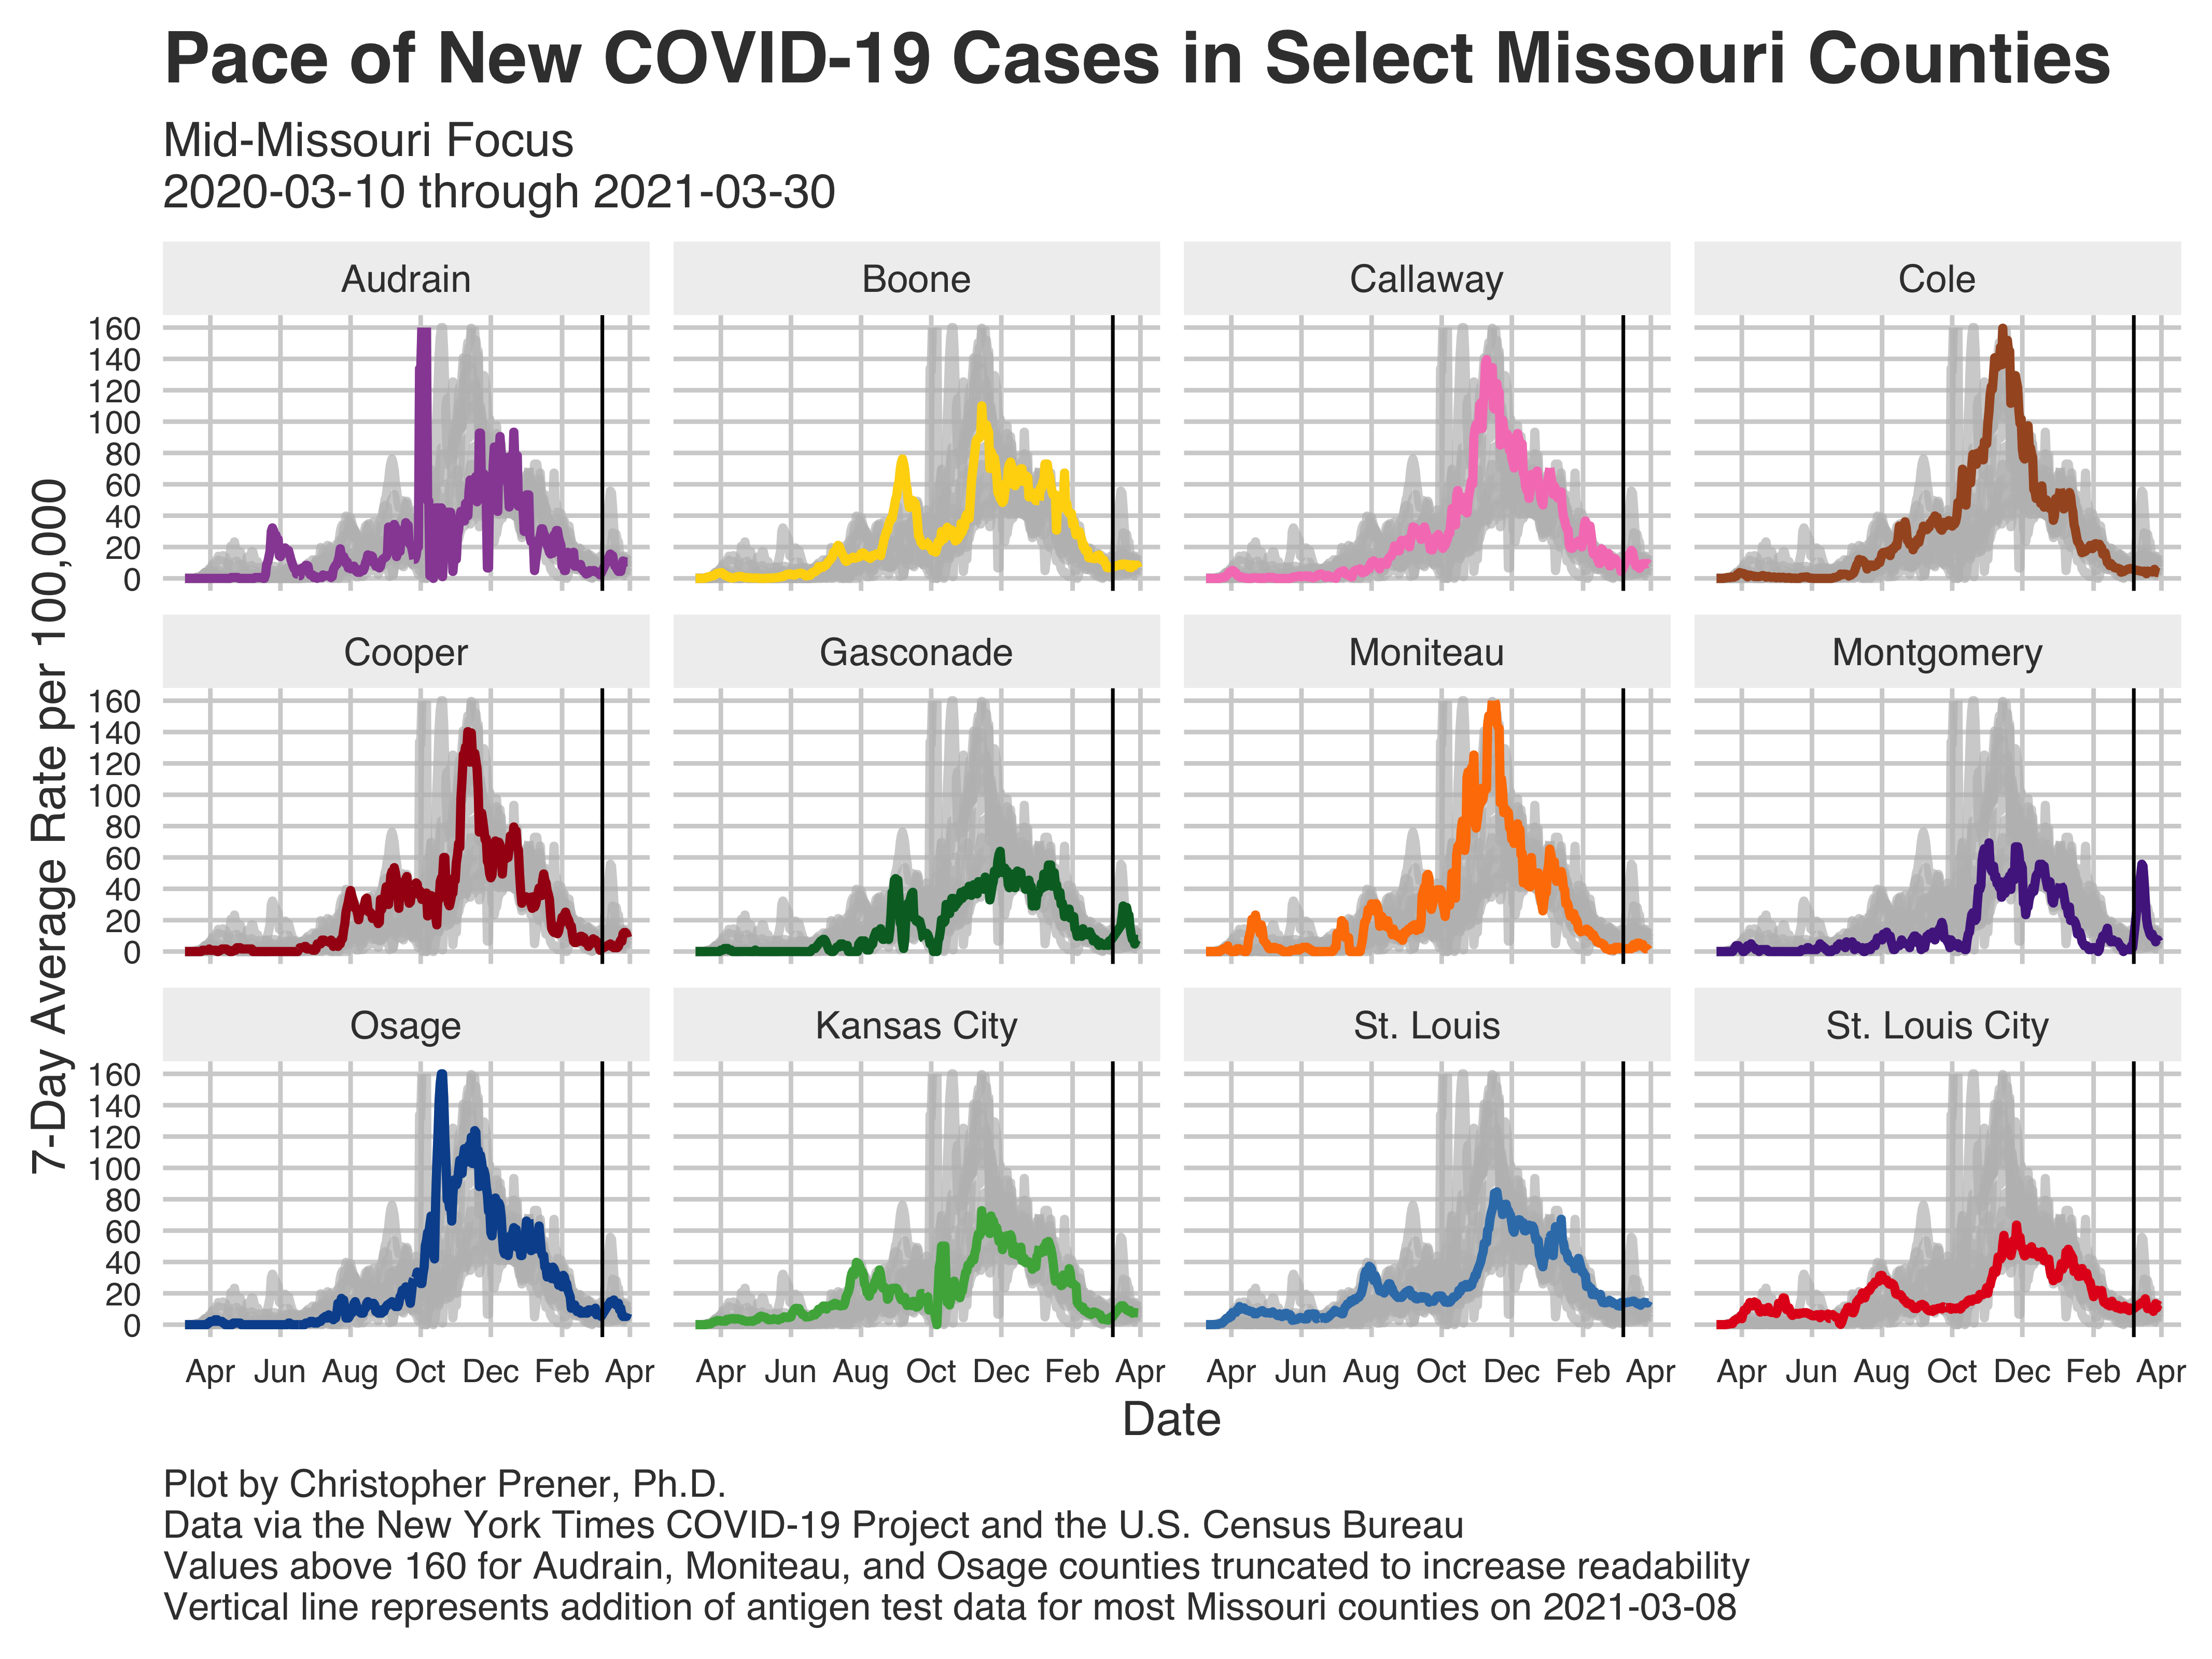 Pace of New COVID-19 Cases in Select Missouri Counties
Mid-Missouri Focus
2020-03-10 through 2021-03-30
7-Day Average Rate per 100,000
Audrain Boone Callaway Cole
160
140
120
100
80
60
40
20
0
Cooper Gasconade Moniteau Montgomery
160
140
120
100
80
60
40
20
0
Osage Kansas City St. Louis St. Louis City
160
140
120
100
80
60
40
20
0
Apr Jun Aug Oct Dec Feb Apr Apr Jun Aug Oct Dec Feb Apr Apr Jun Aug Oct Dec Feb Apr Apr Jun Aug Oct Dec Feb Apr
Date
Plot by Christopher Prener, Ph.D.
Data via the New York Times COVID-19 Project and the U.S. Census Bureau
Values above 160 for Audrain, Moniteau, and Osage counties truncated to increase readability
Vertical line represents addition of antigen test data for most Missouri counties on 2021-03-08